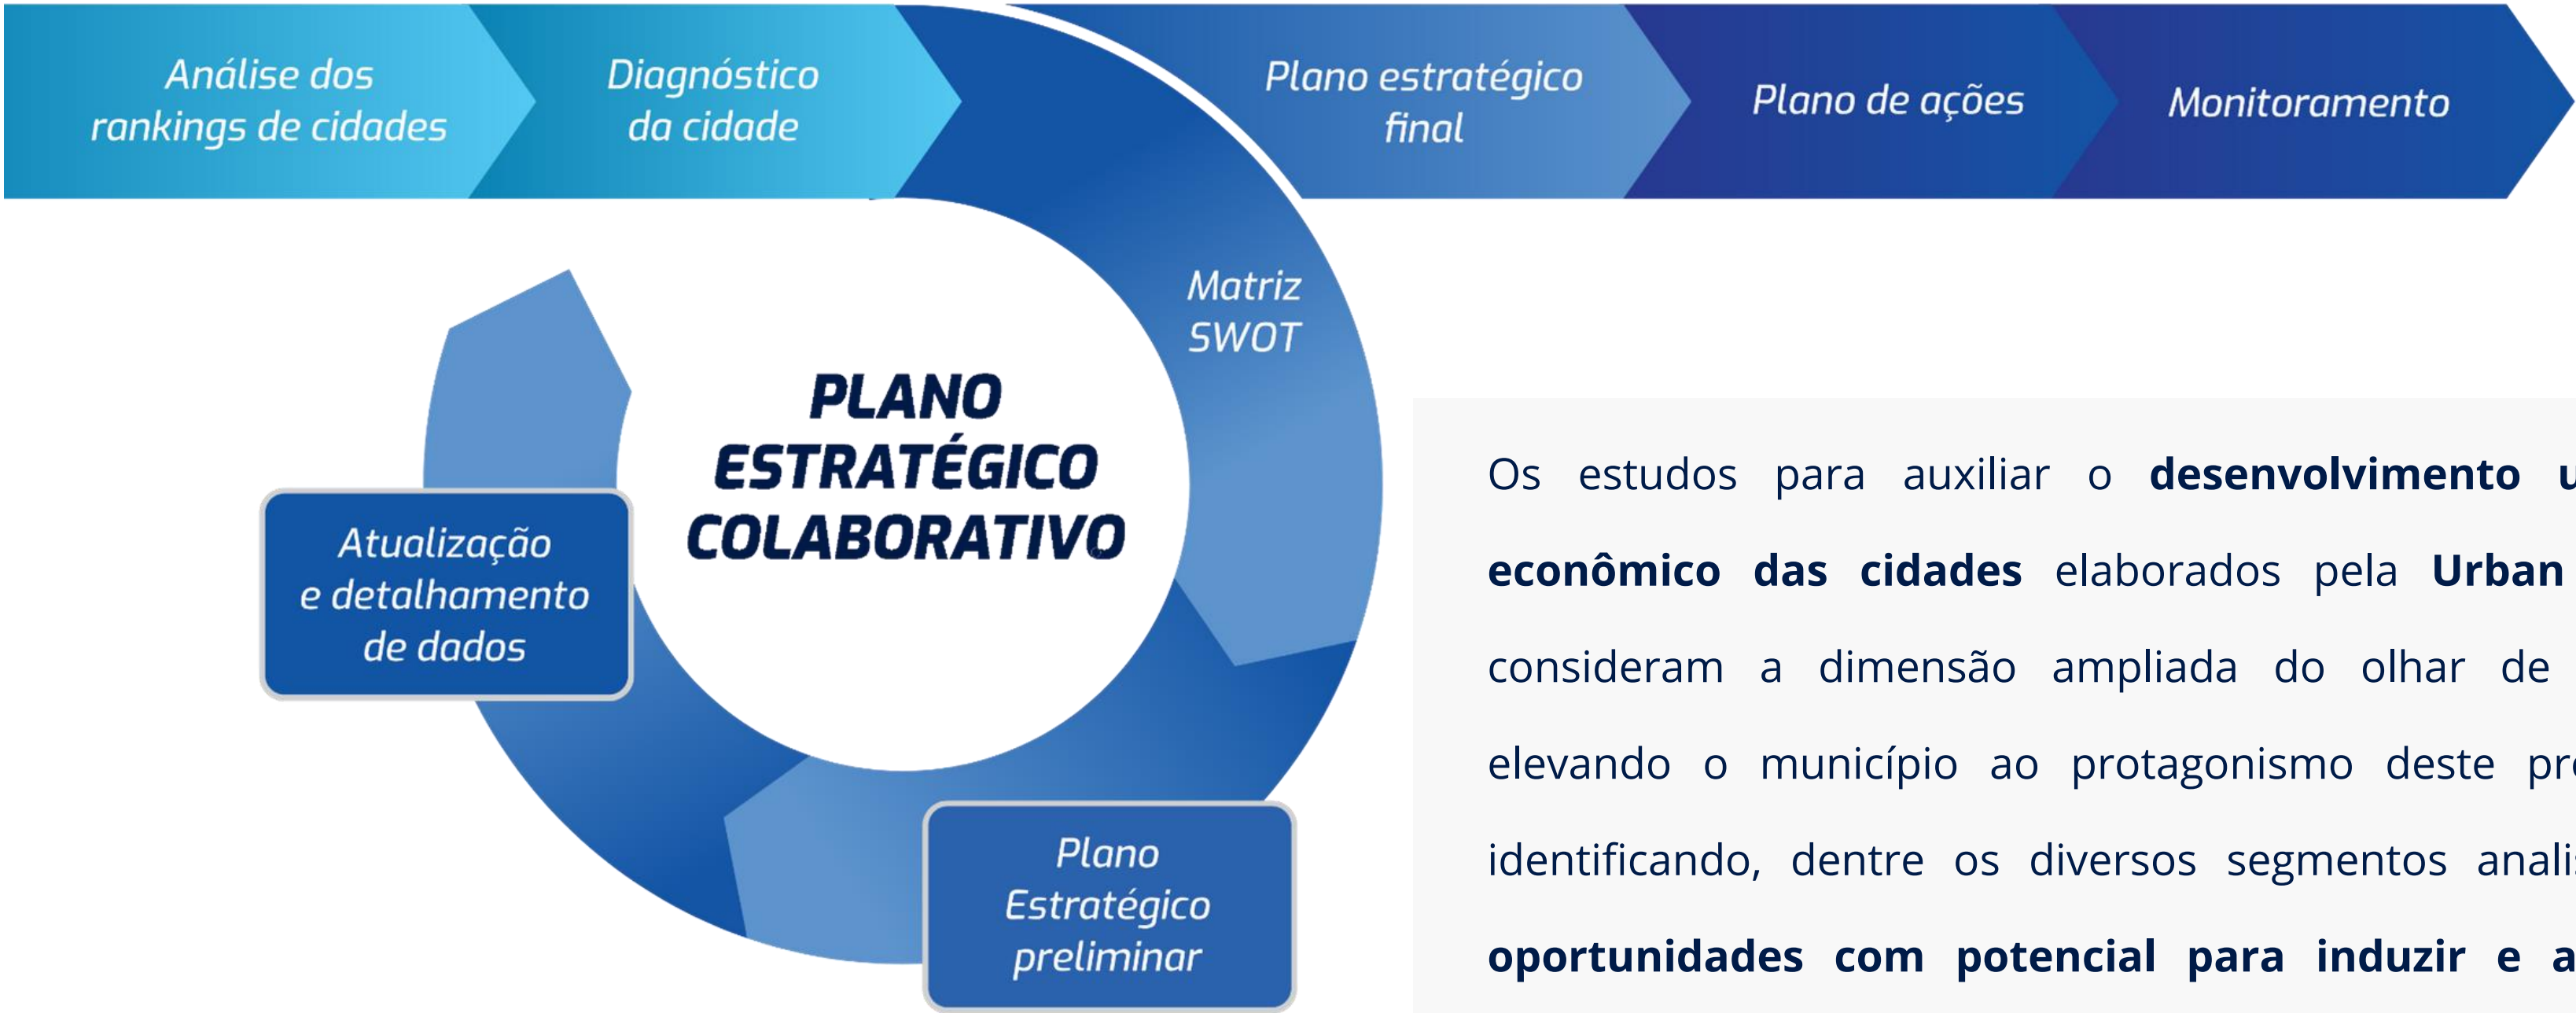 Análise dos
rankings de cidades
Diagnóstico
da cidade
Plano estratégico
final
Plano de ações
Monitoramento
Matriz
SWOT
PLANO
ESTRATÉGICO
COLABORATIVO
Atualização
e detalhamento
de dados
Plano
Estratégico
preliminar
Os estudos para auxiliar o desenvolvimento
econômico das cidades elaborados pela Urban
consideram a dimensão ampliada do olhar de
elevando o município ao protagonismo deste
identificando, dentre os diversos segmentos
oportunidades com potencial para induzir e